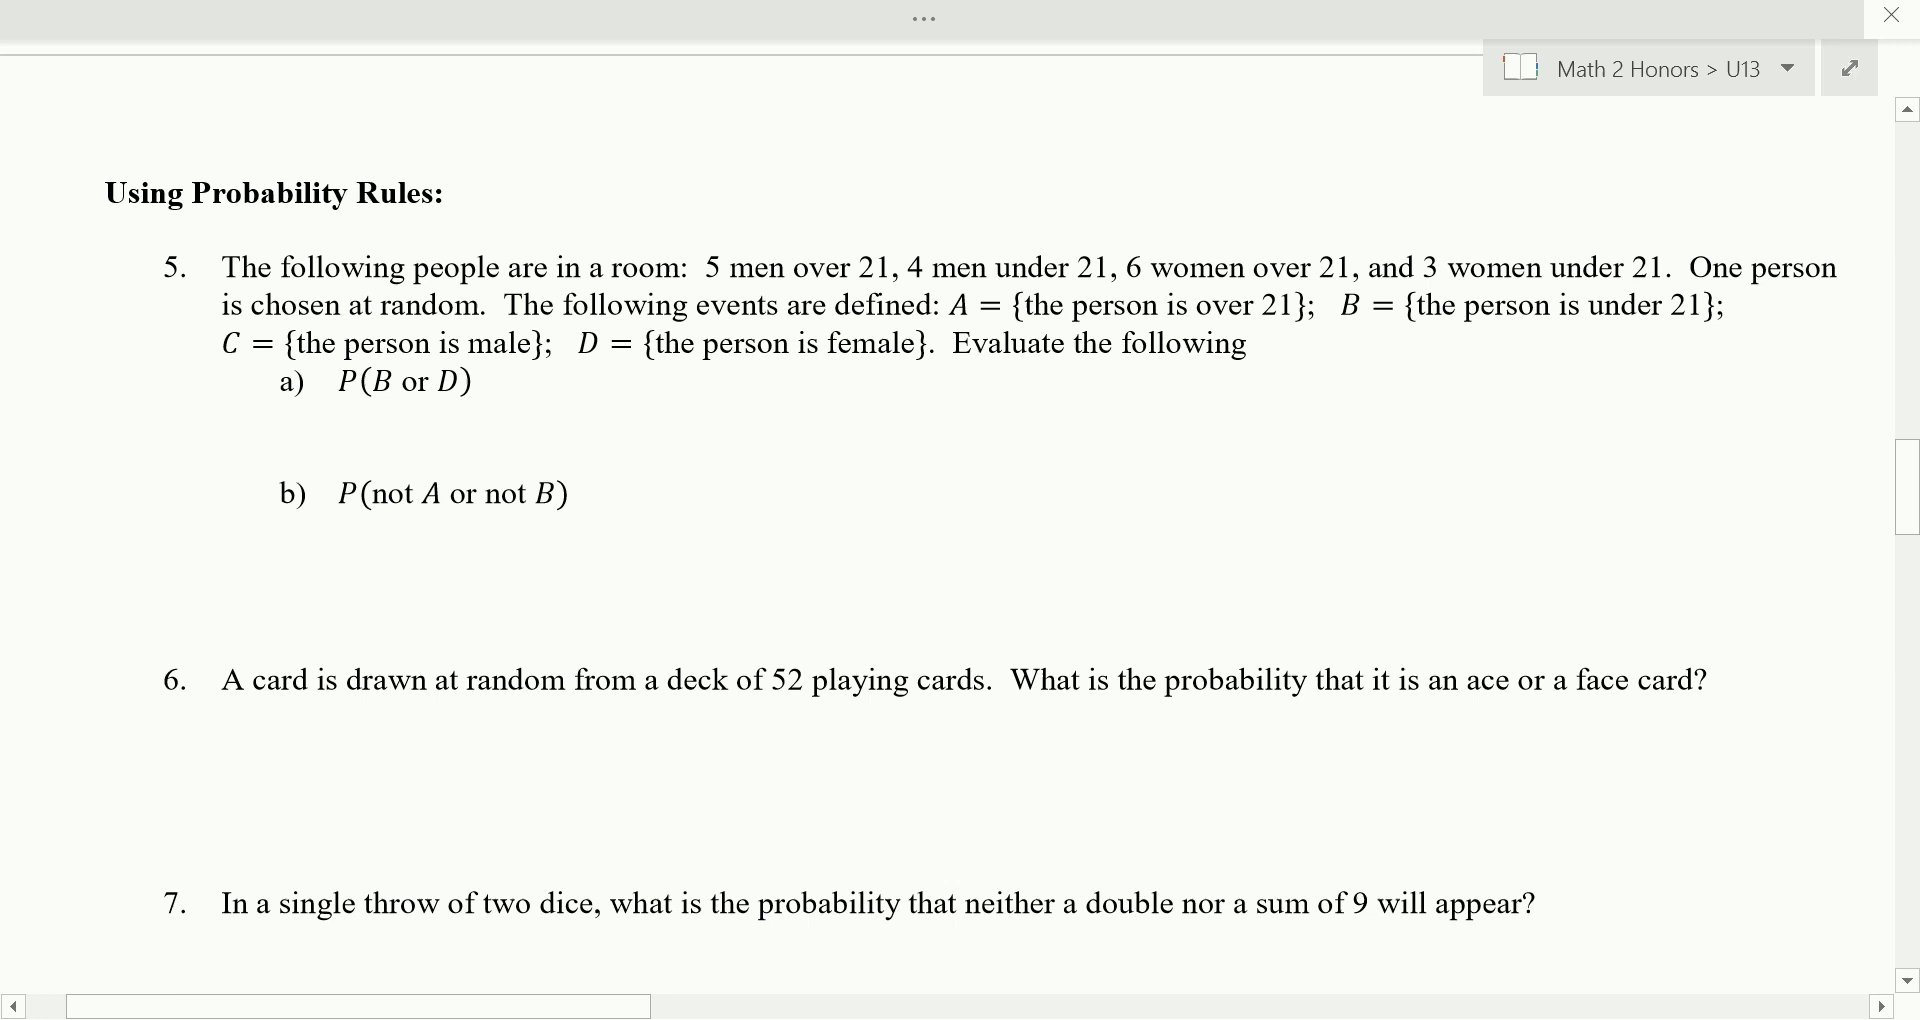 ...
Math 2 Honors > U13
Using Probability Rules:
5. The following people are in a room: 5 men over 21, 4 men under 21, 6 women over 21, and 3 women under 21. One person
is chosen at random. The following events are defined: A = {the person is over 21}; B = {the person is under 21};
C = {the person is male}; D = {the person is female}. Evaluate the following
a) P(B or D)
b) P(not A or not B)
6. A card is drawn at random from a deck of 52 playing cards. What is the probability that it is an ace or a face card?
7. In a single throw of two dice, what is the probability that neither a double nor a sum of 9 will appear?